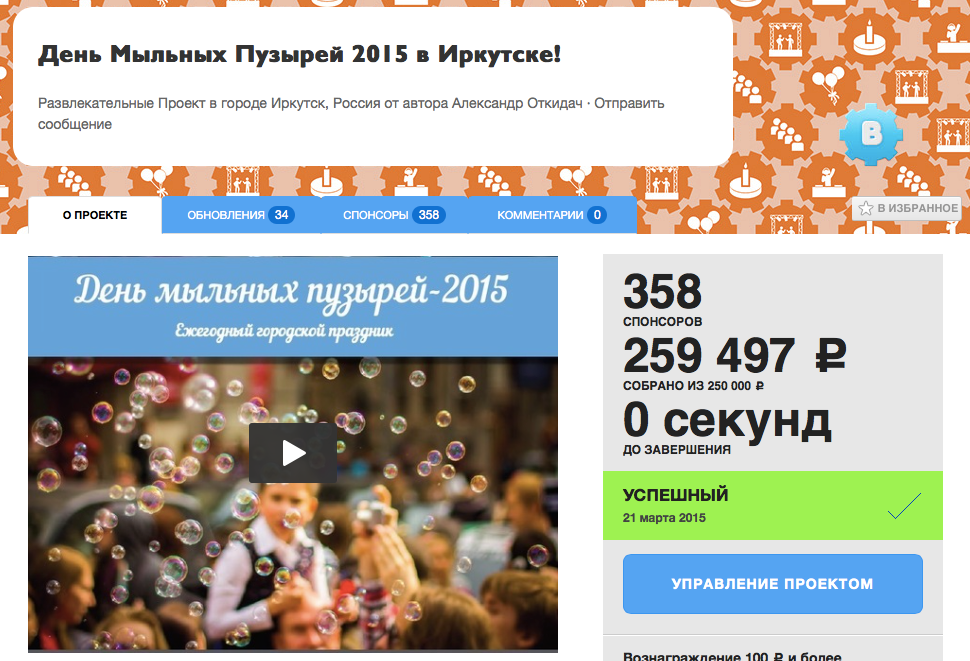 День Мыльных Пузырей 2015 в Иркутске!
Развлекательные Проект в городе Иркутск, Россия от автора Александр Откидач · Отправить
сообщение
B
О ПРОЕКТЕ
ОБНОВЛЕНИЯ 34
СПОНСОРЫ 358
КОММЕНТАРИИ 0
В ИЗБРАННОЕ
День мыльных пузырей-2015
Ежегодный городской праздник
358
СПОНСОРОВ
259 497 ₽
СОБРАНО ИЗ 250 000 ₽
0 секунд
ДО ЗАВЕРШЕНИЯ
УСПЕШНЫЙ
21 марта 2015
УПРАВЛЕНИЕ ПРОЕКТОМ
Вознаграждение 100 ₽ и более